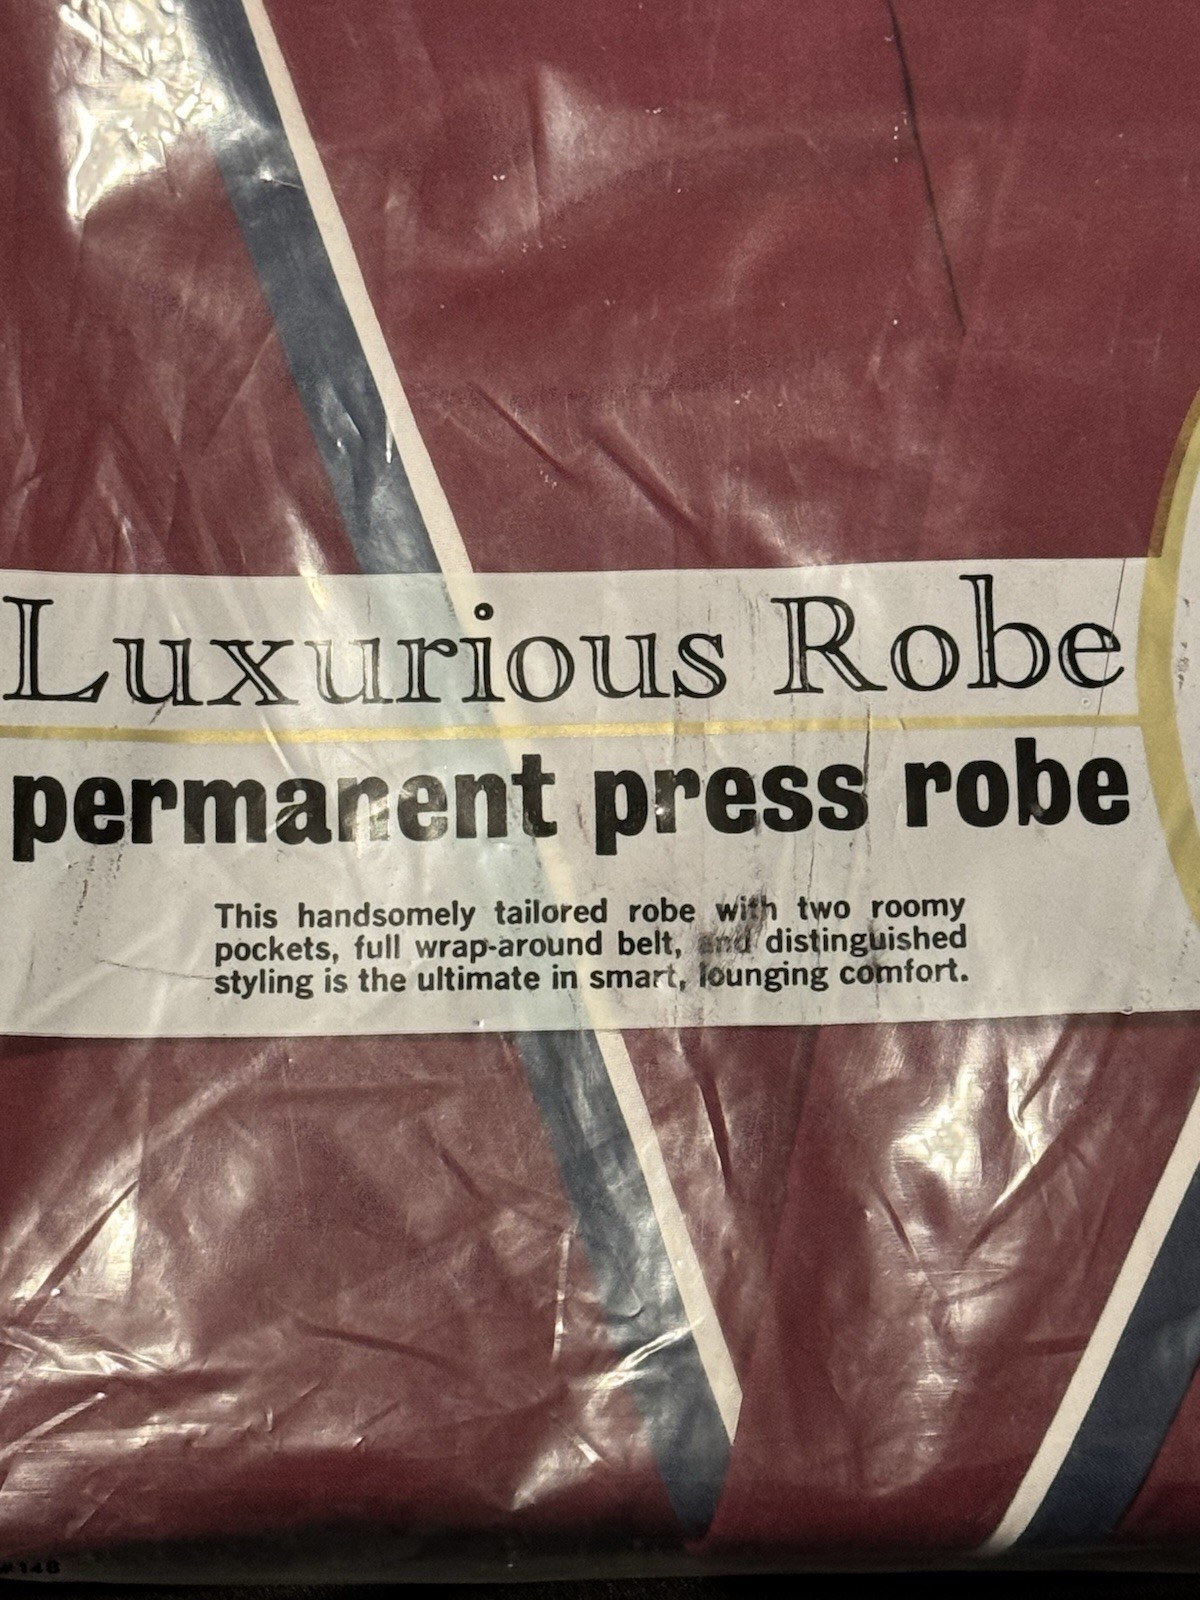 Luxurious Robe
permanent press robe
This handsomely tailored robe with two roomy
pockets, full wrap-around belt, and distinguished
styling is the ultimate in smart, lounging comfort.
148